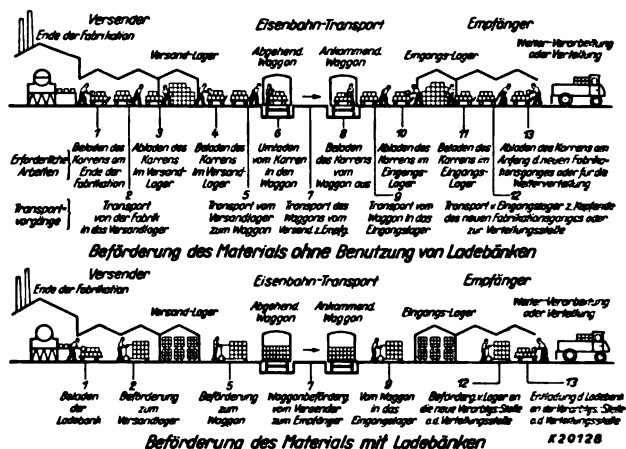 Versender
Eisenbahn-Transport
Empfänger
Ende der Fabrikation
Versand-Lager
Abgehend. Waggon
Ankommend. Waggon
Eingangs-Lager
Weiter-Verarbeitung oder Verteilung
Erforderliche Arbeiten
1
Beladen des
Karrens am
Ende der
Fabrikation
3
Abladen des
Karrens
im Versand-
Lager
4
Beladen des
Karrens
im Versand-
Lager
6
Umladen
vom Karren
in den
Waggon
8
Beladen
des Karrens
vom
Waggon aus
10
Abladen des
Karrens im
Eingangs-
Lager
11
Beladen des
Karrens im
Eingangs-
Lager
13
Abladen des Karrens am
Anfang d. neuen Fabrika-
tionsganges oder für die
Weiterverteilung
Transport-
vorgänge
2
Transport
von der Fabrik
in das Versandlager
5
Transport vom
Versandlager
zum Waggon
7
Transport des
Waggons vom
Versend. z. Empfg.
9
Transport vom
Waggon in das
Eingangslager
12
Transport v. Eingangslager z. Kopfende
des neuen Fabrikationsganges oder
zur Verteilungsstelle
Beförderung des Materials ohne Benutzung von Ladebänken
Versender
Eisenbahn-Transport
Empfänger
Ende der Fabrikation
Versand-Lager
Abgehend. Waggon
Ankommend. Waggon
Eingangs-Lager
Weiter-Verarbeitung
oder Verteilung
1
Beladen
der
Ladebank
2
Beförderung
zum
Versandlager
5
Beförderung
zum
Waggon
7
Waggonbeförderg.
vom Versender
zum Empfänger
9
Vom Waggon
in das
Eingangslager
12
Beförderg. v. Lager an
die neue Verarbtgs. Stelle
o. d. Verteilungsstelle
13
Entladung d. Ladebank
an der Verarbtgs. Stelle
o. d. Verteilungsstelle
Beförderung des Materials mit Ladebänken
K20128